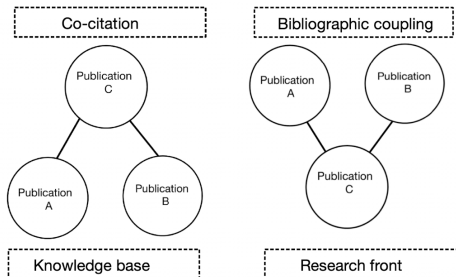 Co-citation
Publication
C
Publication
A
Publication
B
Knowledge base
Bibliographic coupling
Publication
A
Publication
B
Publication
C
Research front